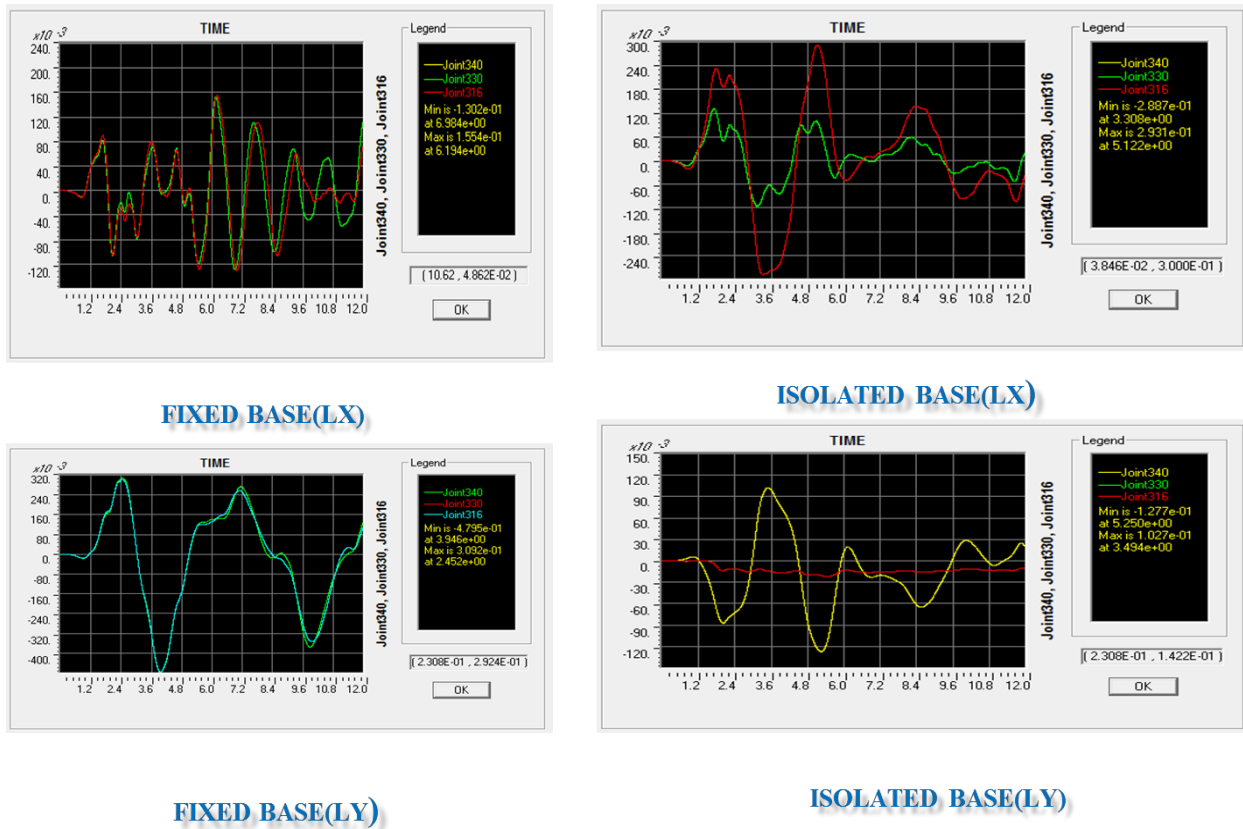 TIME
x10 -3
240.
200.
160.
120.
80.
40.
0.
-40.
-80.
-120.
1.2 2.4 3.6 4.8 6.0 7.2 8.4 9.6 10.8 12.0
Joint340, Joint330, Joint316
Legend
Joint340
Joint330
Joint316
Min is -1.302e-01
at 6.984e+00
Max is 1.554e-01
at 6.194e+00
(10.62 , 4.862E-02 )
OK
FIXED BASE(LX)
TIME
x10 -3
300.
240.
180.
120.
60.
0.
-60.
-120.
-180.
-240.
1.2 2.4 3.6 4.8 6.0 7.2 8.4 9.6 10.8 12.0
Joint340, Joint330, Joint316
Legend
Joint340
Joint330
Joint316
Min is -2.887e-01
at 3.308e+00
Max is 2.931e-01
at 5.122e+00
( 3.846E-02 , 3.000E-01 )
OK
ISOLATED BASE(LX)
TIME
x10 -3
320.
240.
160.
80.
0.
-80.
-160.
-240.
-320.
-400.
1.2 2.4 3.6 4.8 6.0 7.2 8.4 9.6 10.8 12.0
Joint340, Joint330, Joint316
Legend
Joint340
Joint330
Joint316
Min is -4.795e-01
at 3.946e+00
Max is 3.092e-01
at 2.452e+00
( 2.308E-01 , 2.924E-01 )
OK
FIXED BASE(LY)
TIME
x10 -3
150.
120.
90.
60.
30.
0.
-30.
-60.
-90.
-120.
1.2 2.4 3.6 4.8 6.0 7.2 8.4 9.6 10.8 12.0
Joint340, Joint330, Joint316
Legend
Joint340
Joint330
Joint316
Min is -1.277e-01
at 5.250e+00
Max is 1.027e-01
at 3.494e+00
( 2.308E-01 , 1.422E-01 )
OK
ISOLATED BASE(LY)